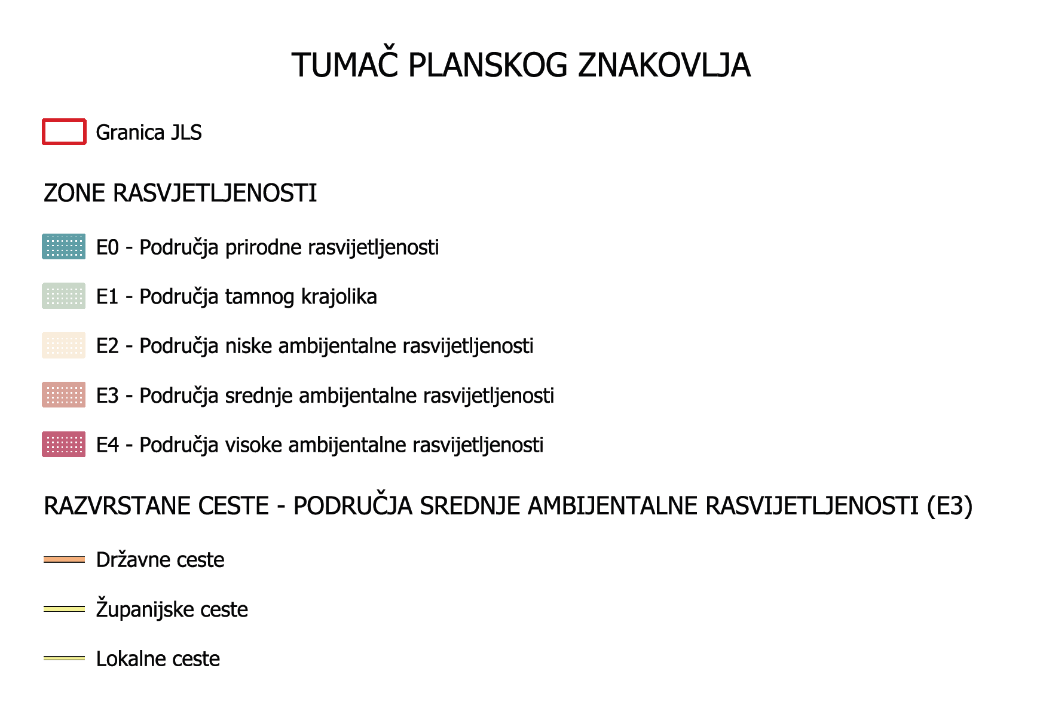 TUMAČ PLANSKOG ZNAKOVLJA
Granica JLS
ZONE RASVJETLJENOSTI
E0 - Područja prirodne rasvijetljenosti
E1 - Područja tamnog krajolika
E2 - Područja niske ambijentalne rasvijetljenosti
E3 - Područja srednje ambijentalne rasvijetljenosti
E4 - Područja visoke ambijentalne rasvijetljenosti
RAZVRSTANE CESTE - PODRUČJA SREDNJE AMBIJENTALNE RASVIJETLJENOSTI (E3)
Državne ceste
Županijske ceste
Lokalne ceste